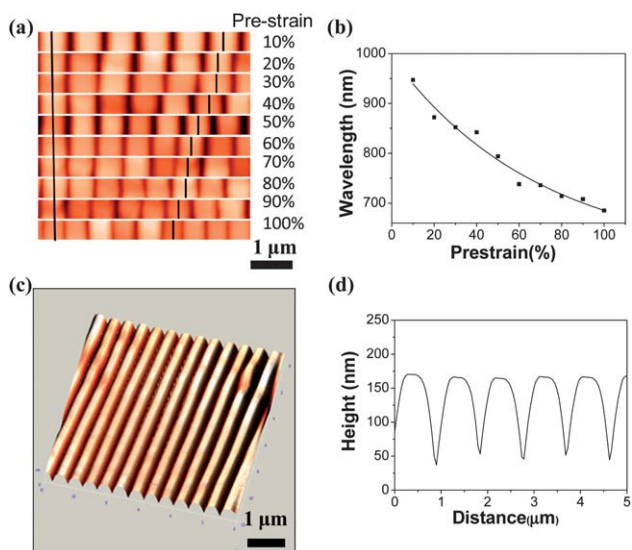 (a)
Pre-strain
10%
20%
30%
40%
50%
60%
70%
80%
90%
100%
1 μm
(b)
Wavelength (nm)
1000
900
800
700
0 20 40 60 80 100
Prestrain(%)
(c)
1 μm
(d)
Height (nm)
250
200
150
100
50
0
0 1 2 3 4 5
Distance(μm)